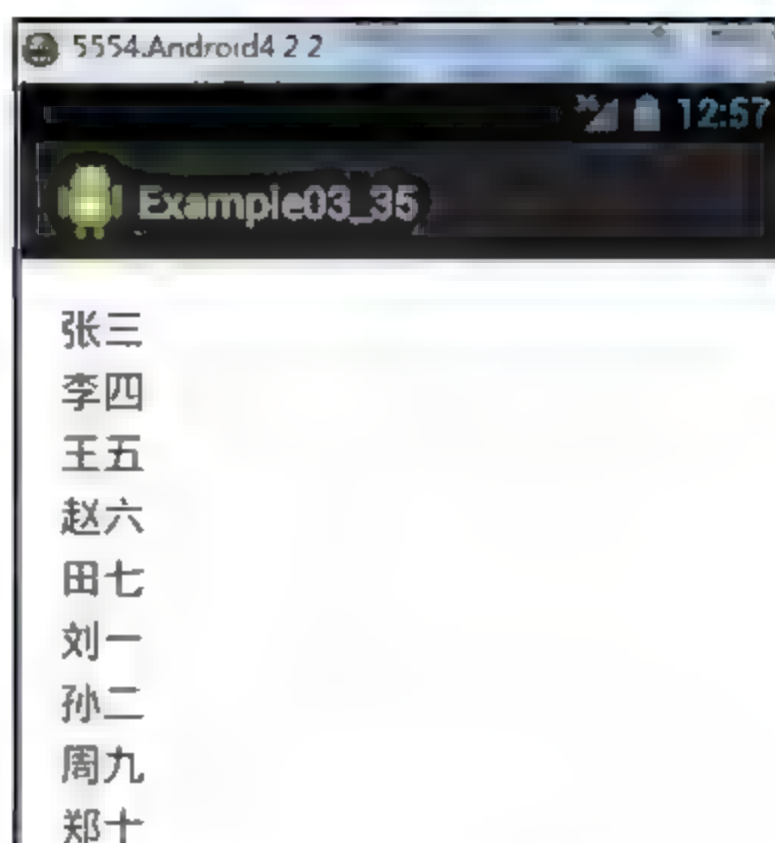 5554:Android4.2.2
12:57
Example03_35
张三
李四
王五
赵六
田七
刘一
孙二
周九
郑十